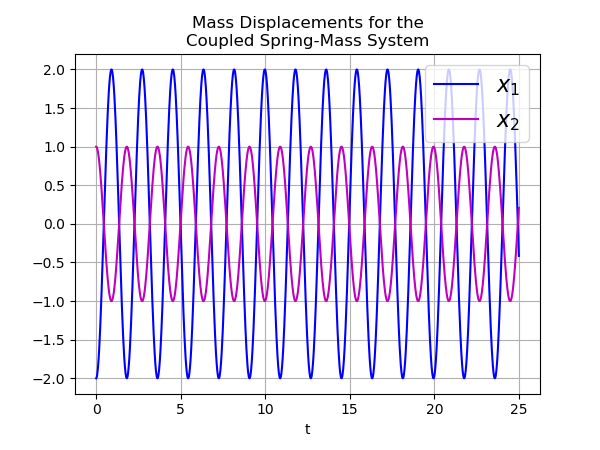 Mass Displacements for the
Coupled Spring-Mass System
2.0
1.5
1.0
0.5
0.0
−0.5
−1.0
−1.5
−2.0
x₁
x₂
0 5 10 15 20 25
t